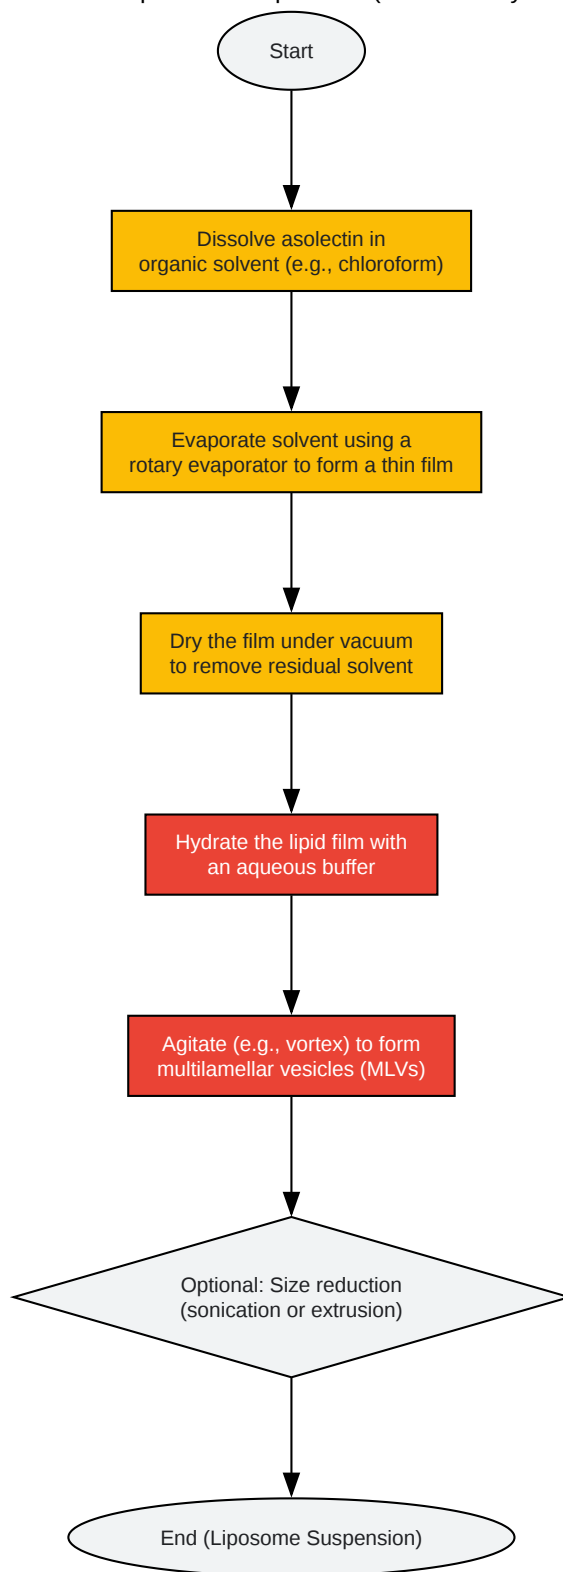 Start
Dissolve asolectin in
organic solvent (e.g., chloroform)
Evaporate solvent using a
rotary evaporator to form a thin film
Dry the film under vacuum
to remove residual solvent
Hydrate the lipid film with
an aqueous buffer
Agitate (e.g., vortex) to form
multilamellar vesicles (MLVs)
Optional: Size reduction
(sonication or extrusion)
End (Liposome Suspension)